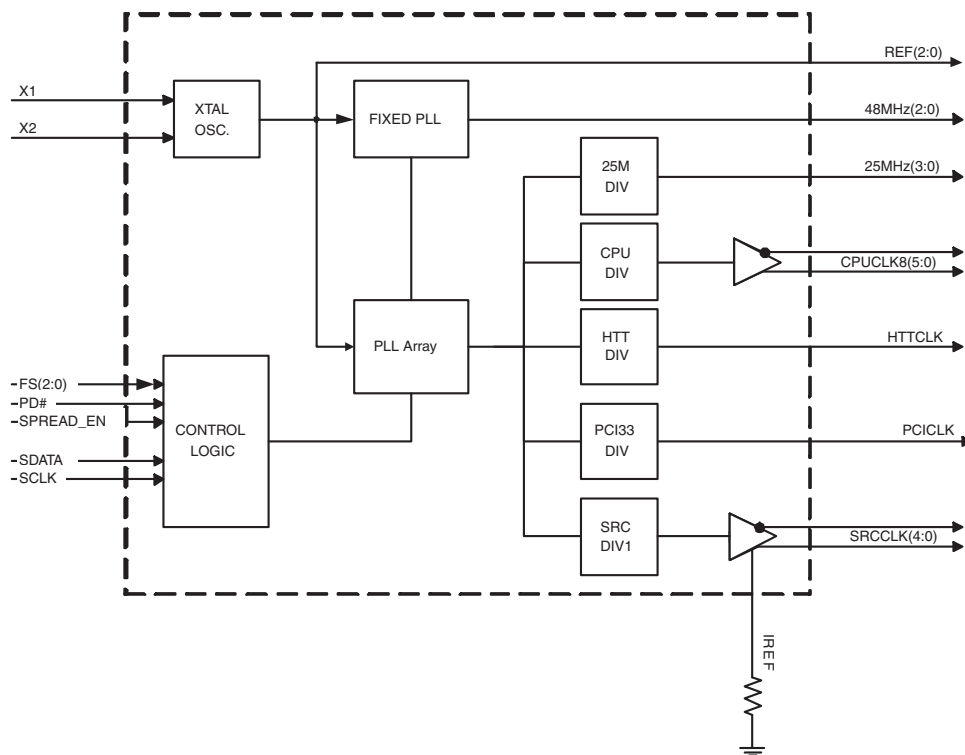 REF(2:0)
X1
XTAL
OSC.
X2
FIXED PLL
48MHz(2:0)
25M
DIV
25MHz(3:0)
CPU
DIV
CPUCLK8(5:0)
PLL Array
HTT
DIV
HTTCLK
FS(2:0)
PD#
SPREAD_EN
SDATA
SCLK
CONTROL
LOGIC
PCI33
DIV
PCICLK
SRC
DIV1
SRCCLK(4:0)
IREF